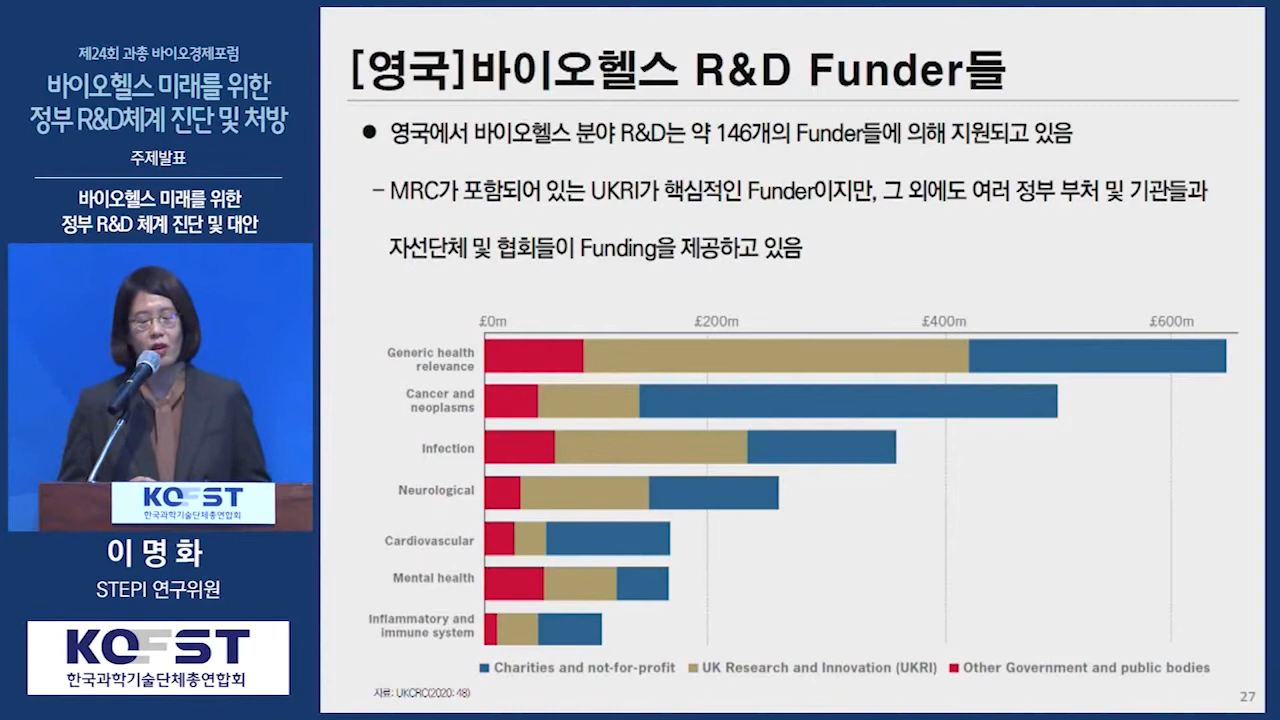 제24회 과총 바이오경제포럼
바이오헬스 미래를 위한
정부 R&D체계 진단 및 처방
주제발표
바이오헬스 미래를 위한
정부 R&D 체계 진단 및 대안
KOFST
한국과학기술단체총연합회
이명화
STEPI 연구위원
KOFST
한국과학기술단체총연합회
[영국]바이오헬스 R&D Funder들
● 영국에서 바이오헬스 분야 R&D는 약 146개의 Funder들에 의해 지원되고 있음
– MRC가 포함되어 있는 UKRI가 핵심적인 Funder이지만, 그 외에도 여러 정부 부처 및 기관들과
자선단체 및 협회들이 Funding을 제공하고 있음
£0m £200m £400m £600m
Generic health
relevance
Cancer and
neoplasms
Infection
Neurological
Cardiovascular
Mental health
Inflammatory and
immune system
Charities and not-for-profit UK Research and Innovation (UKRI) Other Government and public bodies
자료: UKCRC(2020: 48)
27